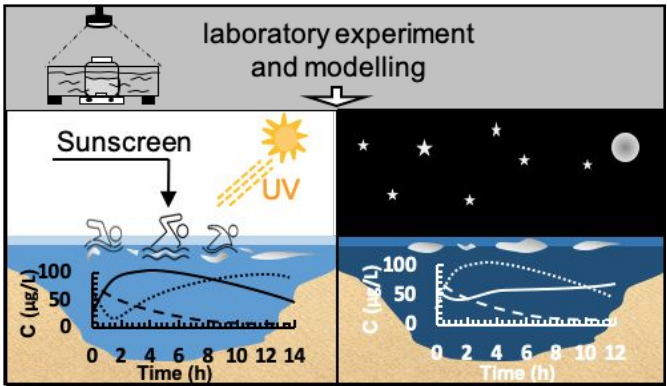 laboratory experiment
and modelling
Sunscreen
UV
C (µg/L)
100
50
0
0 2 4 6 8 10 12 14
Time (h)
C (µg/L)
100
50
0
0 2 4 6 8 10 12
Time (h)